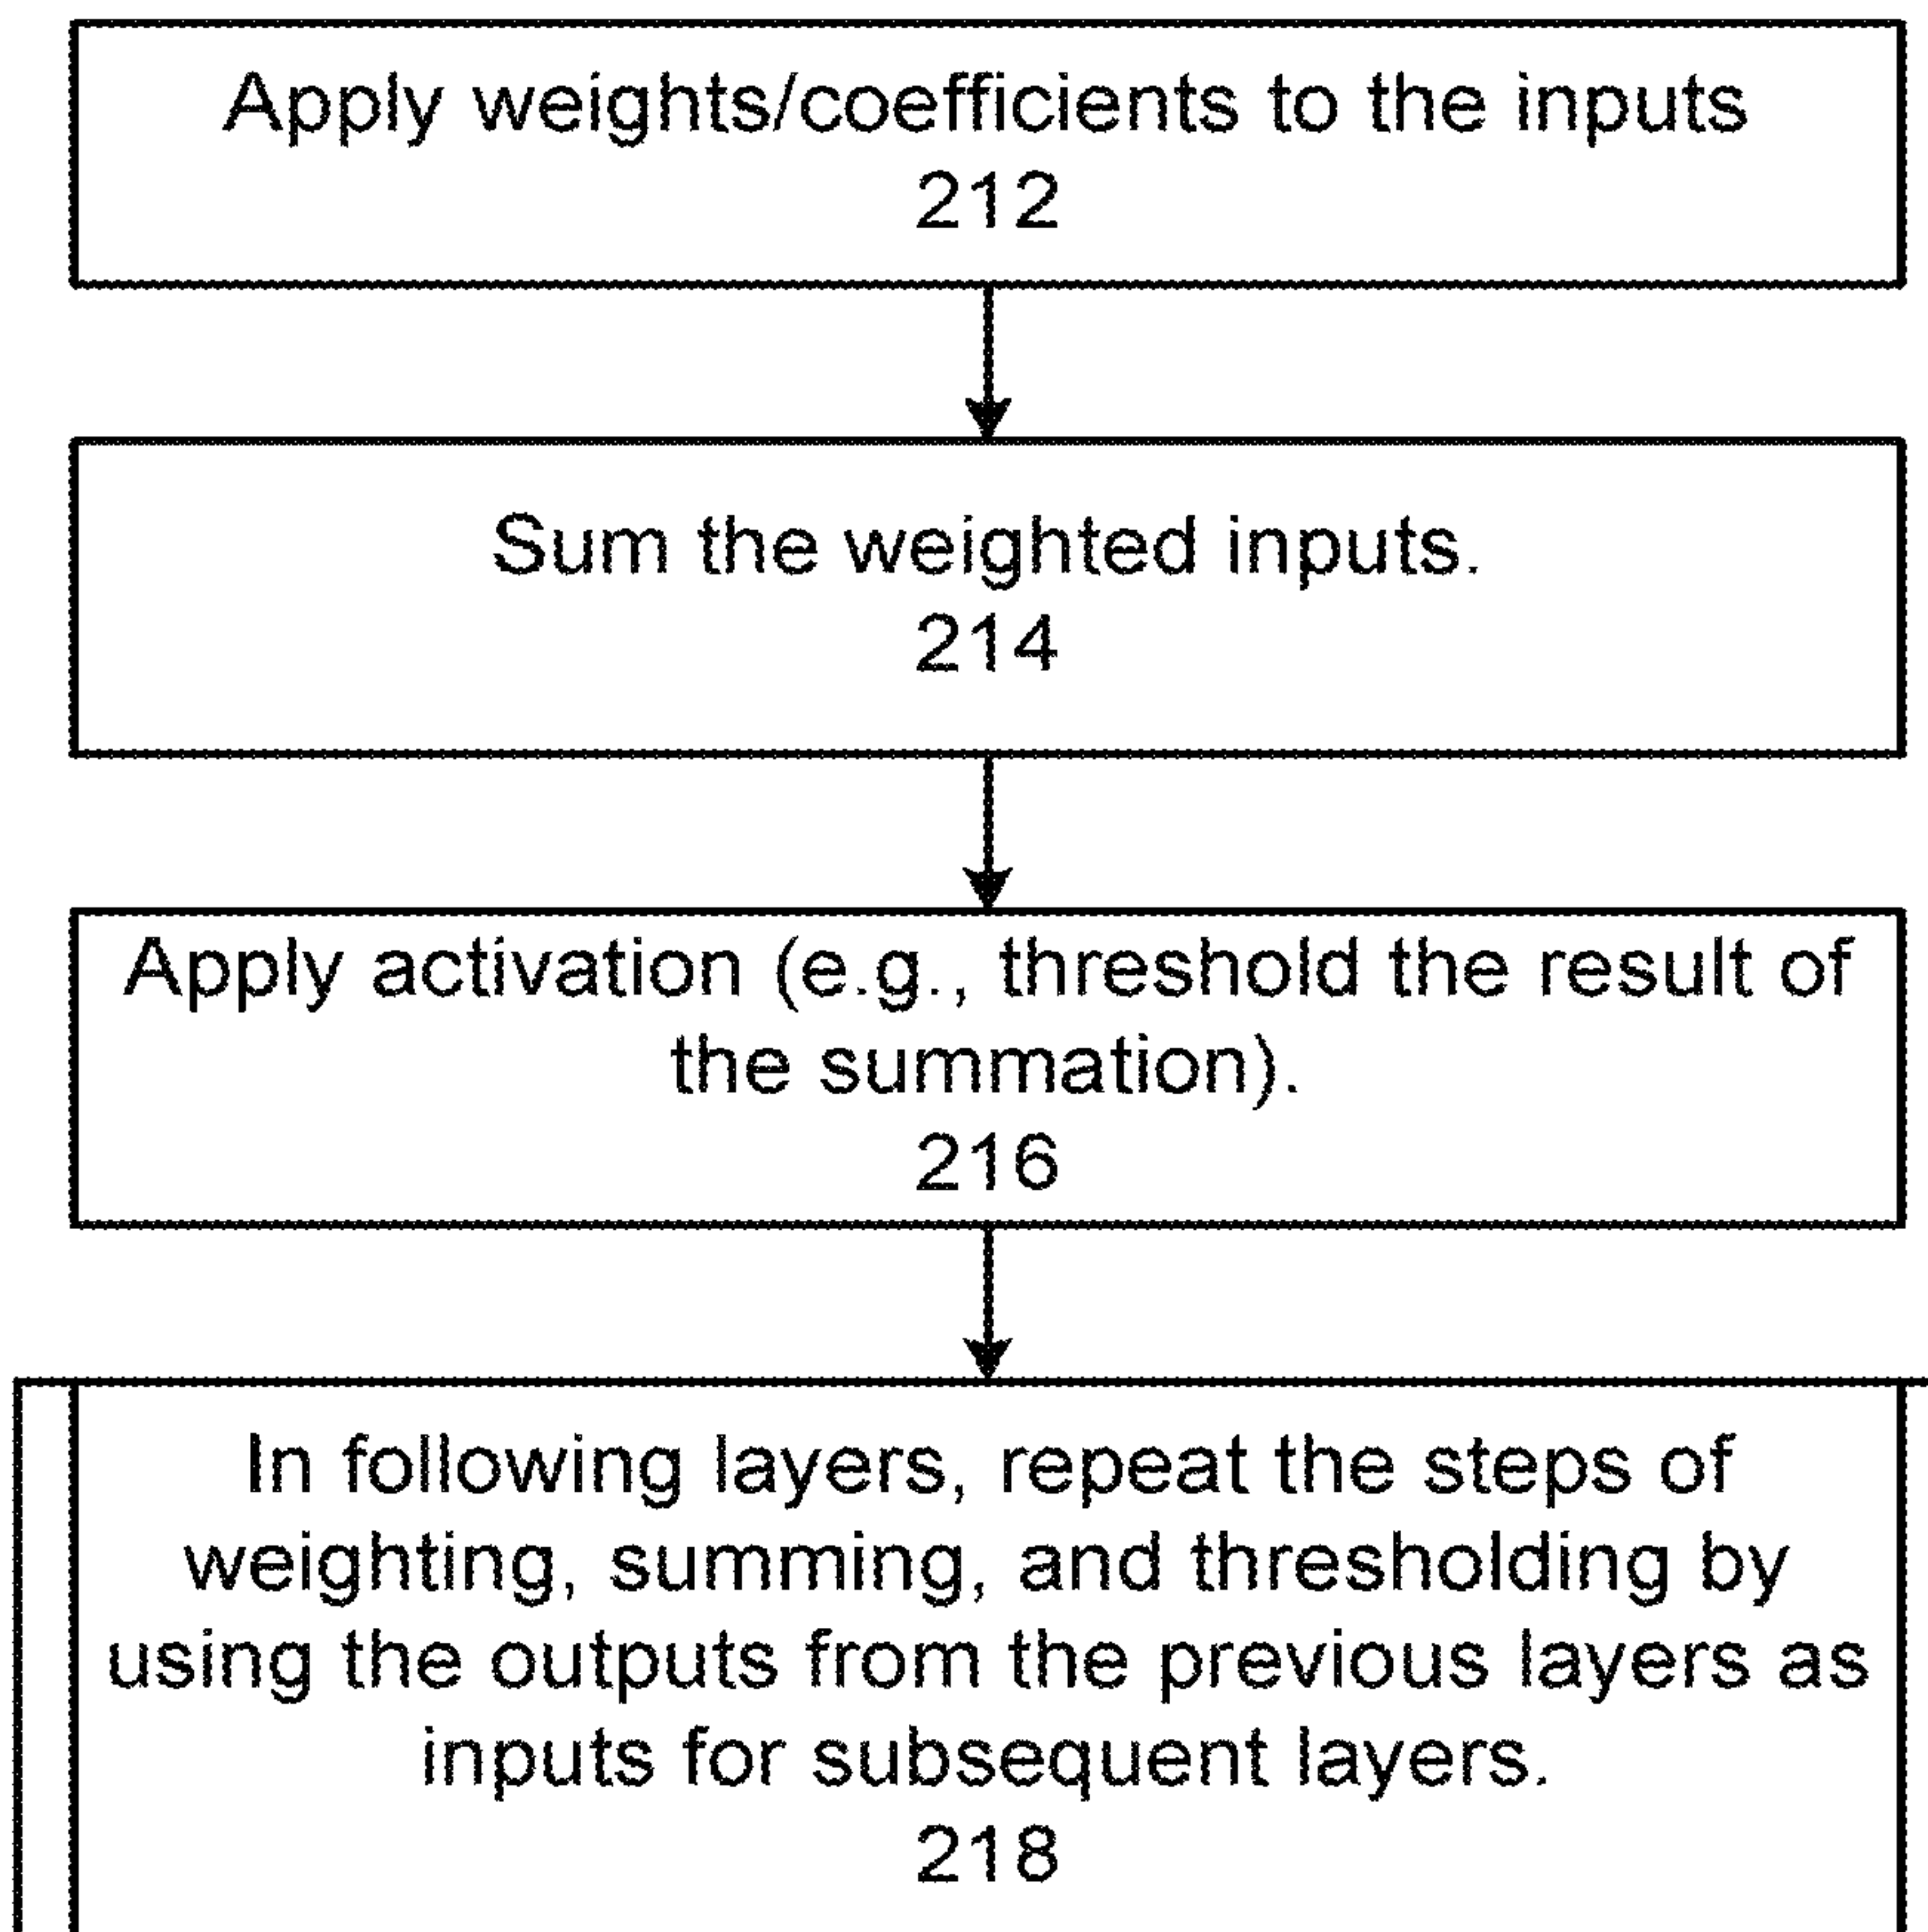 Apply weights/coefficients to the inputs
212
Sum the weighted inputs.
214
Apply activation (e.g., threshold the result of
the summation).
216
In following layers, repeat the steps of
weighting, summing, and thresholding by
using the outputs from the previous layers as
inputs for subsequent layers.
218